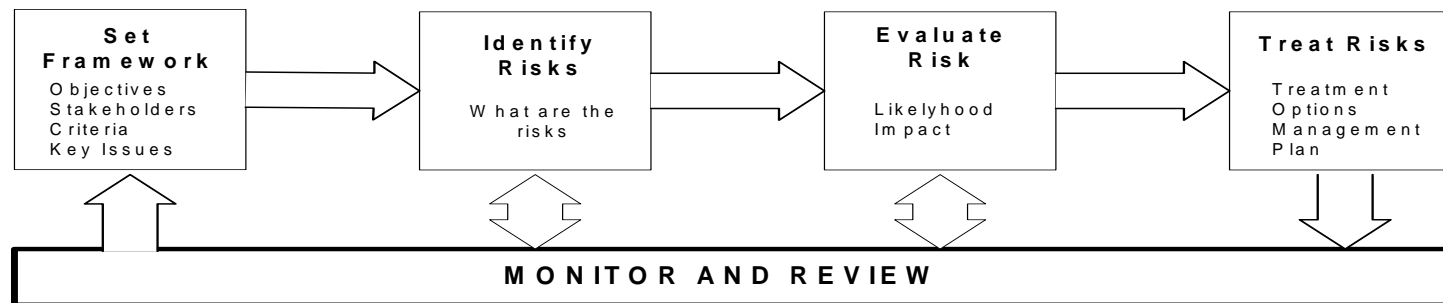 Set
Framework
Objectives
Stakeholders
Criteria
Key Issues
Identify
Risks
What are the
risks
Evaluate
Risk
Likelyhood
Impact
Treat Risks
Treatment
Options
Management
Plan
MONITOR AND REVIEW